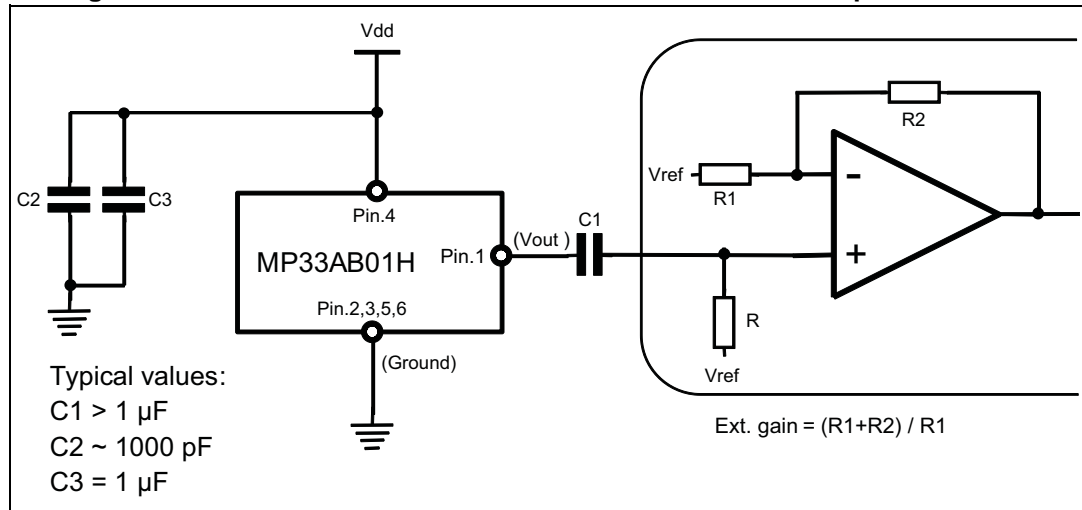 Vdd
R2
Vref
R1
C2
C3
Pin.4
C1
(Vout )
MP33AB01H
Pin.1
-
+
Pin.2,3,5,6
R
(Ground)
Vref
Typical values:
C1 > 1 µF
C2 ~ 1000 pF
C3 = 1 µF
Ext. gain = (R1+R2) / R1